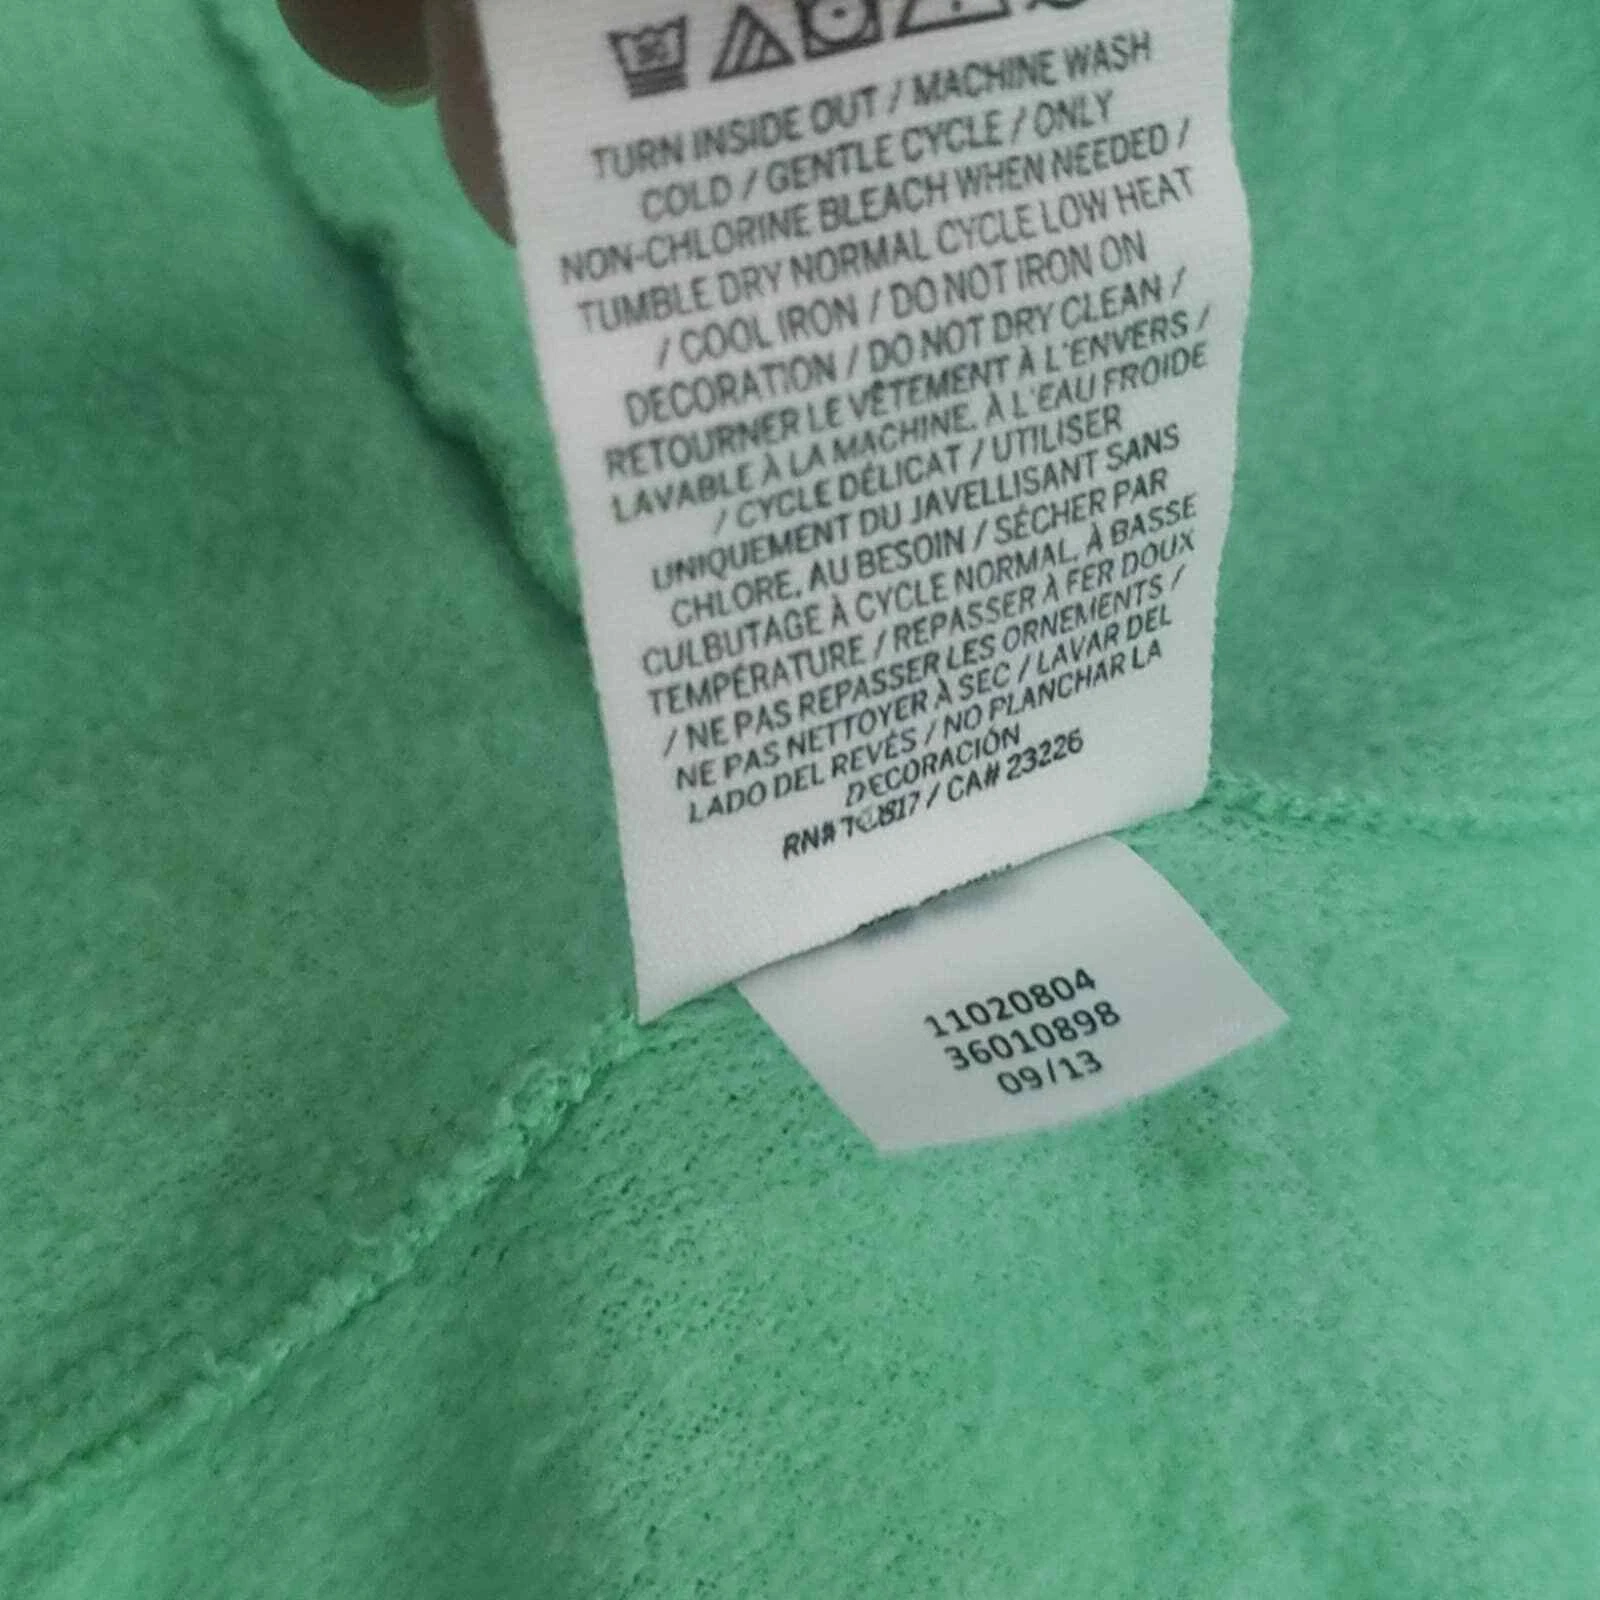 TURN INSIDE OUT / MACHINE WASH
COLD / GENTLE CYCLE / ONLY
NON-CHLORINE BLEACH WHEN NEEDED /
TUMBLE DRY NORMAL CYCLE LOW HEAT
/ COOL IRON / DO NOT IRON ON
DECORATION / DO NOT DRY CLEAN /
RETOURNER LE VÊTEMENT À L'ENVERS /
LAVABLE À LA MACHINE, À L'EAU FROIDE
/ CYCLE DÉLICAT / UTILISER
UNIQUEMENT DU JAVELLISANT SANS
CHLORE, AU BESOIN / SÉCHER PAR
CULBUTAGE À CYCLE NORMAL, À BASSE
TEMPÉRATURE / REPASSER À FER DOUX
/ NE PAS REPASSER LES ORNEMENTS /
NE PAS NETTOYER À SEC / LAVAR DEL
LADO DEL REVÉS / NO PLANCHAR LA
DECORACIÓN
RN# / CA# 23226
11020804
36010898
09/13